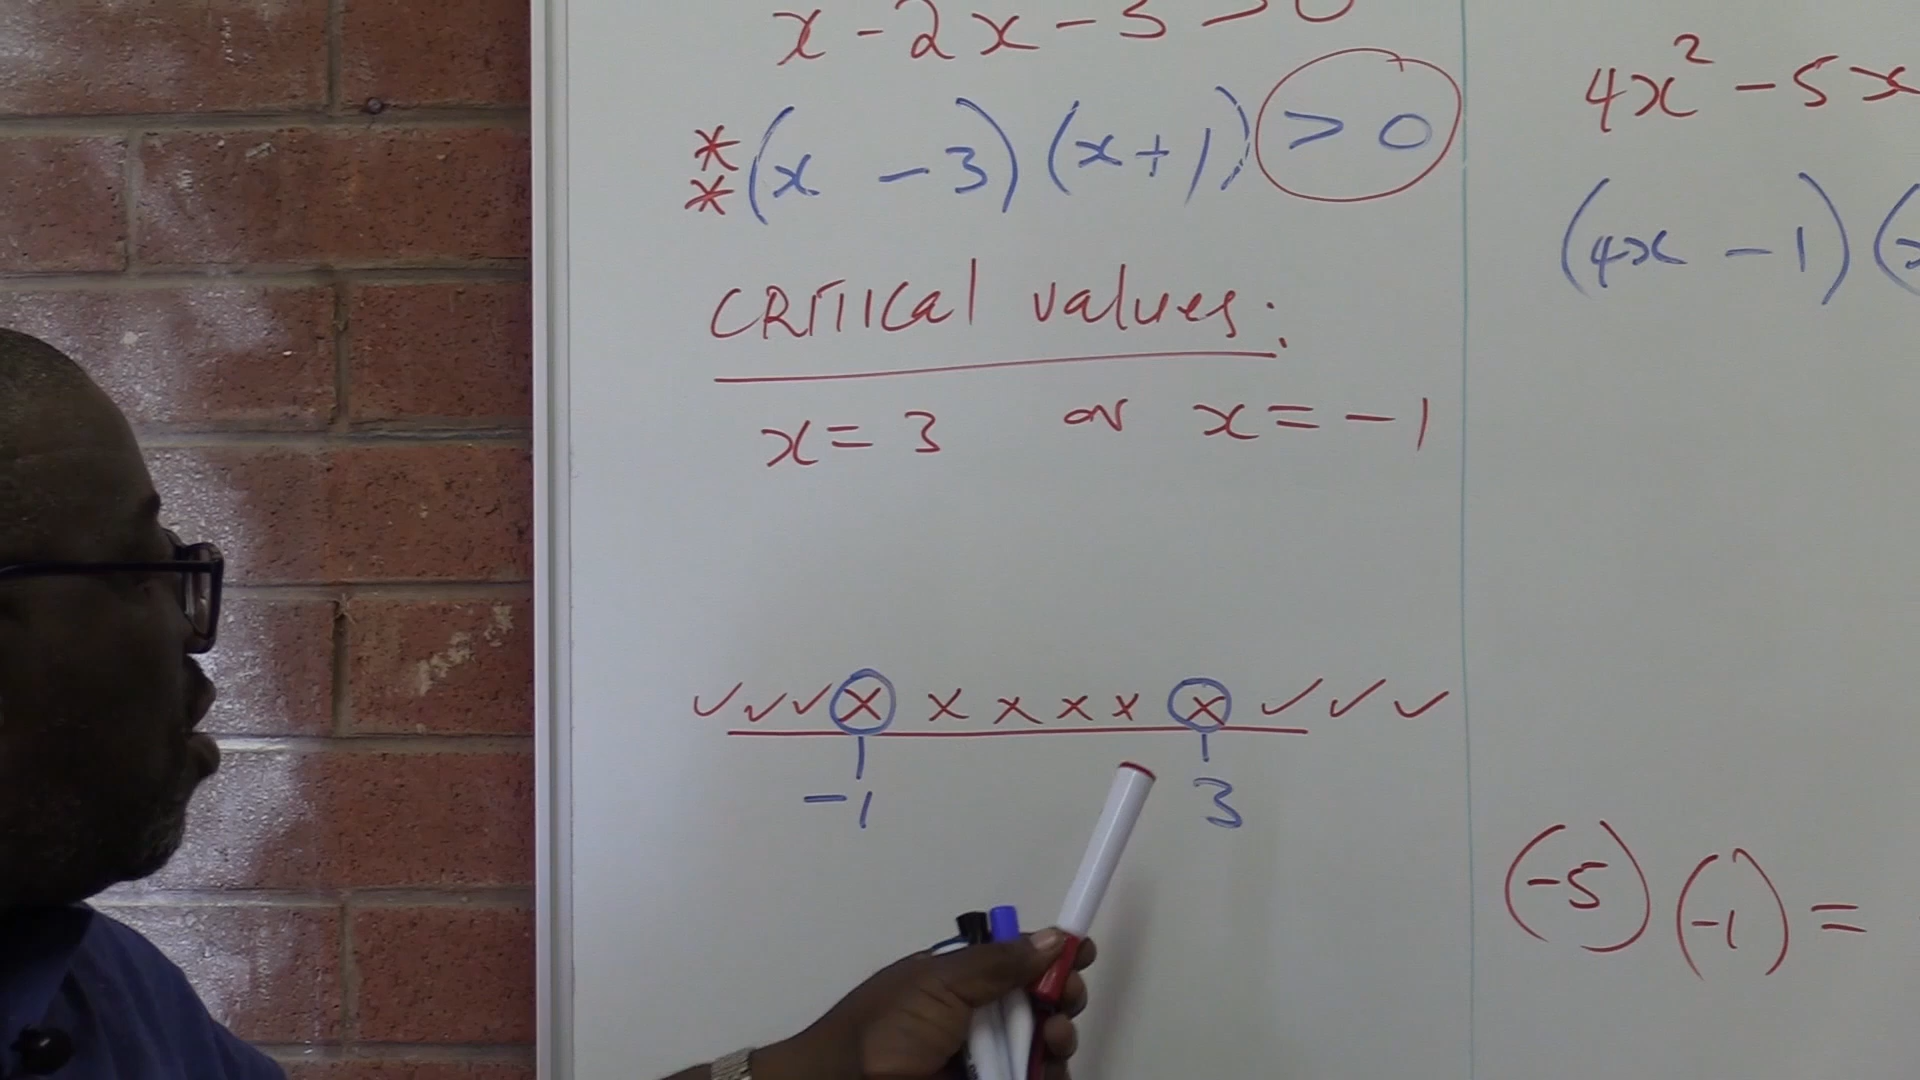 x - 2x - 3 > 0
** (x - 3) (x + 1) > 0
CRITICal values:
x = 3 or x = -1
✓ ✓ ✓ x x x x x x ✓ ✓ ✓
-1 3
4x² - 5x
(4x - 1) (
(-5) (-1) =